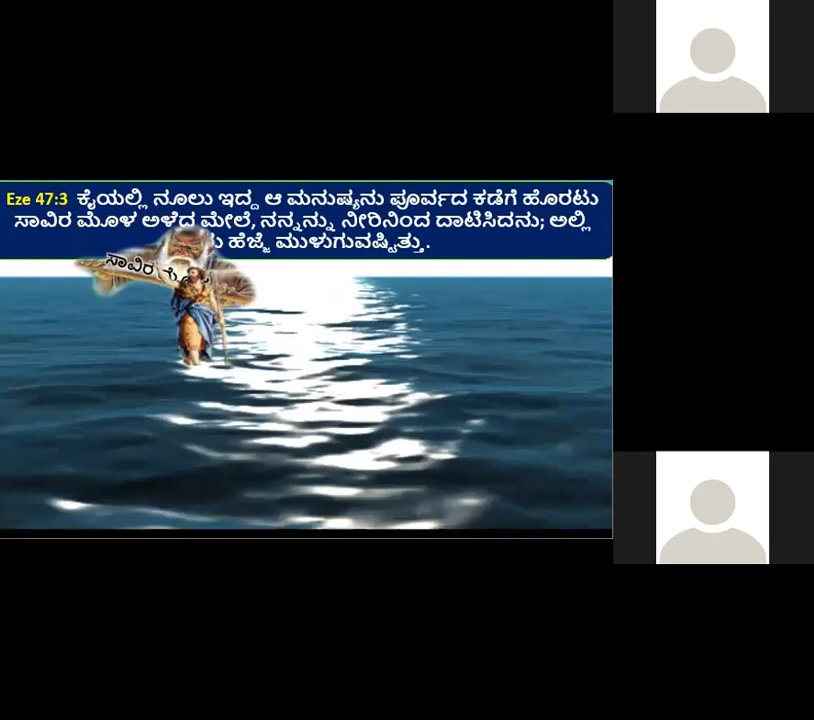 Eze 47:3 ಕೈಯಲ್ಲಿ ನೂಲು ಇದ್ದ ಆ ಮನುಷ್ಯನು ಪೂರ್ವದ ಕಡೆಗೆ ಹೊರಟು
ಸಾವಿರ ಮೊಳ ಅಳೆದ ಮೇಲೆ, ನನ್ನನ್ನು ನೀರಿನಿಂದ ದಾಟಿಸಿದನು; ಅಲ್ಲಿ
ಹೆಜ್ಜೆ ಮುಳುಗುವಷ್ಟಿತ್ತು.
ಸಾವಿರ